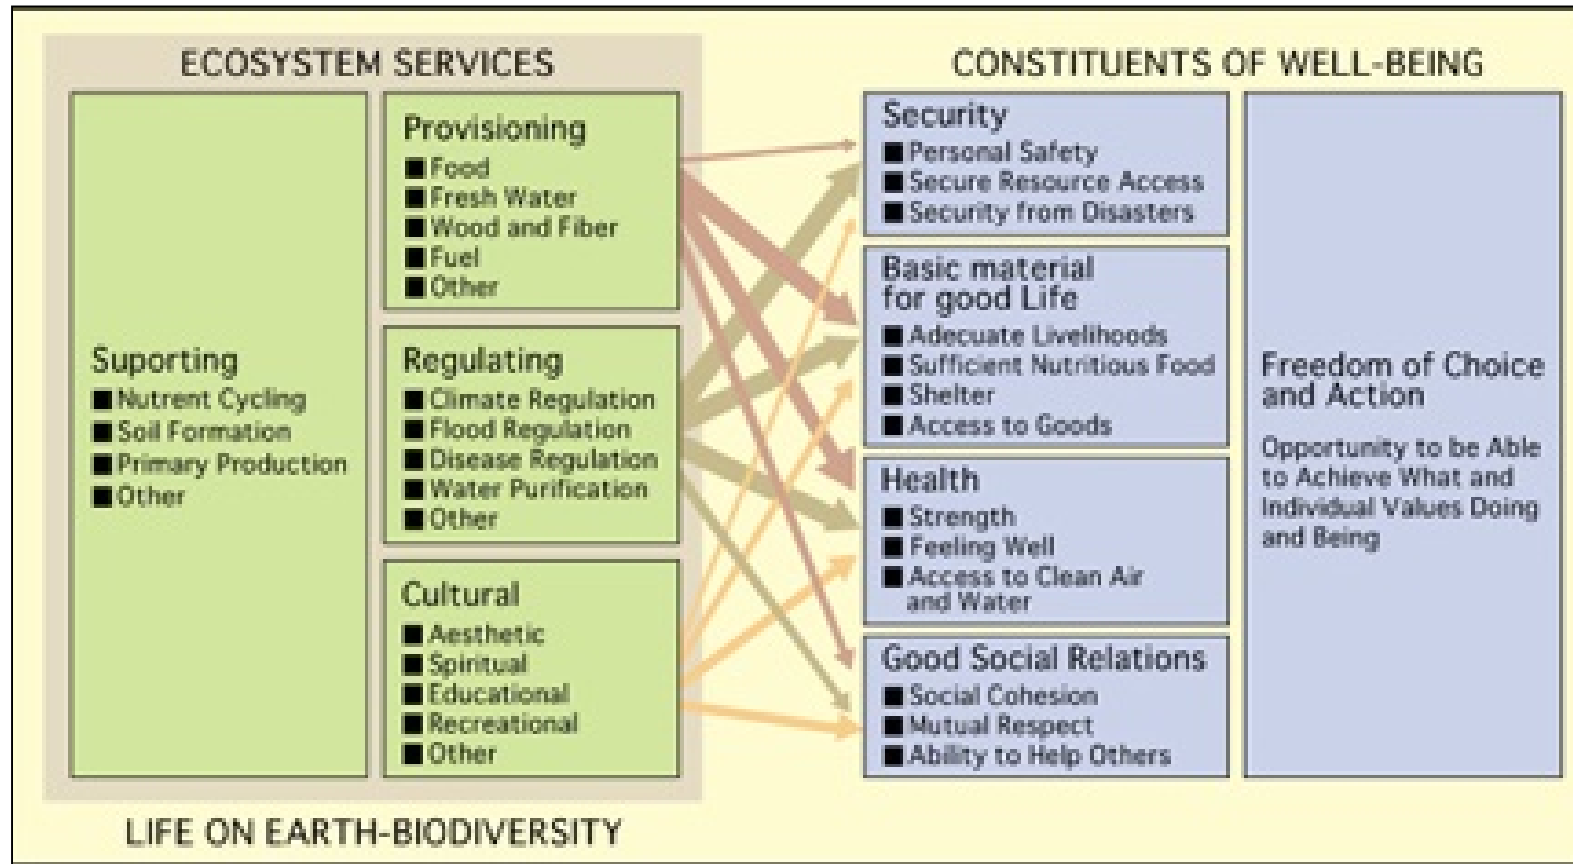 ECOSYSTEM SERVICES
Suporting
Nutrent Cycling
Soil Formation
Primary Production
Other
Provisioning
Food
Fresh Water
Wood and Fiber
Fuel
Other
Regulating
Climate Regulation
Flood Regulation
Disease Regulation
Water Purification
Other
Cultural
Aesthetic
Spiritual
Educational
Recreational
Other
LIFE ON EARTH-BIODIVERSITY
CONSTITUENTS OF WELL-BEING
Security
Personal Safety
Secure Resource Access
Security from Disasters
Basic material
for good Life
Adequate Livelihoods
Sufficient Nutritious Food
Shelter
Access to Goods
Health
Strength
Feeling Well
Access to Clean Air
and Water
Good Social Relations
Social Cohesion
Mutual Respect
Ability to Help Others
Freedom of Choice
and Action
Opportunity to be Able
to Achieve What and
Individual Values Doing
and Being